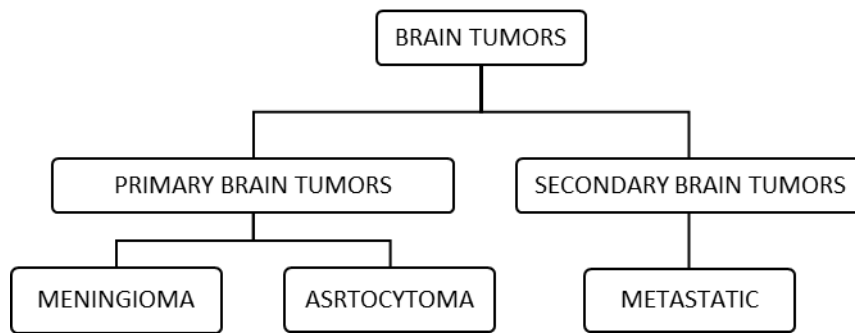 BRAIN TUMORS
PRIMARY BRAIN TUMORS
SECONDARY BRAIN TUMORS
MENINGIOMA
ASRTOCYTOMA
METASTATIC